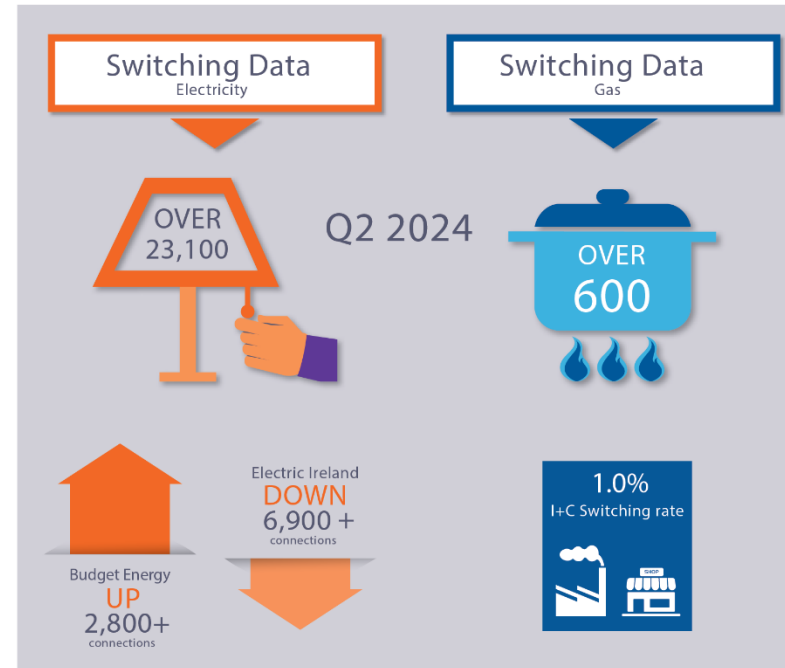 Switching Data
Electricity
Switching Data
Gas
Q2 2024
OVER
23,100
OVER
600
Electric Ireland
DOWN
6,900 +
connections
Budget Energy
UP
2,800+
connections
1.0%
I+C Switching rate
SHOP